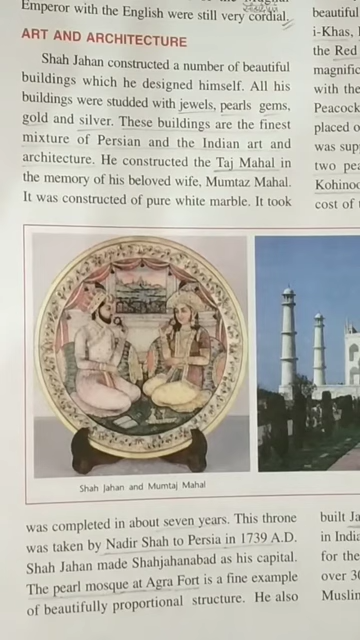 Emperor with the English were still very cordial.
ART AND ARCHITECTURE
Shah Jahan constructed a number of beautiful
buildings which he designed himself. All his
buildings were studded with jewels, pearls gems,
gold and silver. These buildings are the finest
mixture of Persian and the Indian art and
architecture. He constructed the Taj Mahal in
the memory of his beloved wife, Mumtaz Mahal.
It was constructed of pure white marble. It took
Shah Jahan and Mumtaj Mahal
was completed in about seven years. This throne
was taken by Nadir Shah to Persia in 1739 A.D.
Shah Jahan made Shahjahanabad as his capital.
The pearl mosque at Agra Fort is a fine example
of beautifully proportional structure. He also
beautiful
i-Khas,
the Red
magnific
with the
Peacock
placed o
was sup
two pea
Kohinoo
cost of
built Ja
in India
for the
over 30
Muslin